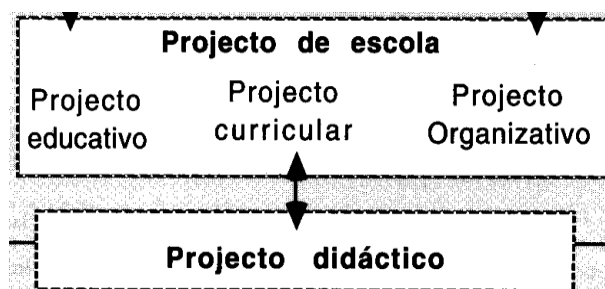 Projecto de escola
Projecto educativo
Projecto curricular
Projecto Organizativo
Projecto didáctico